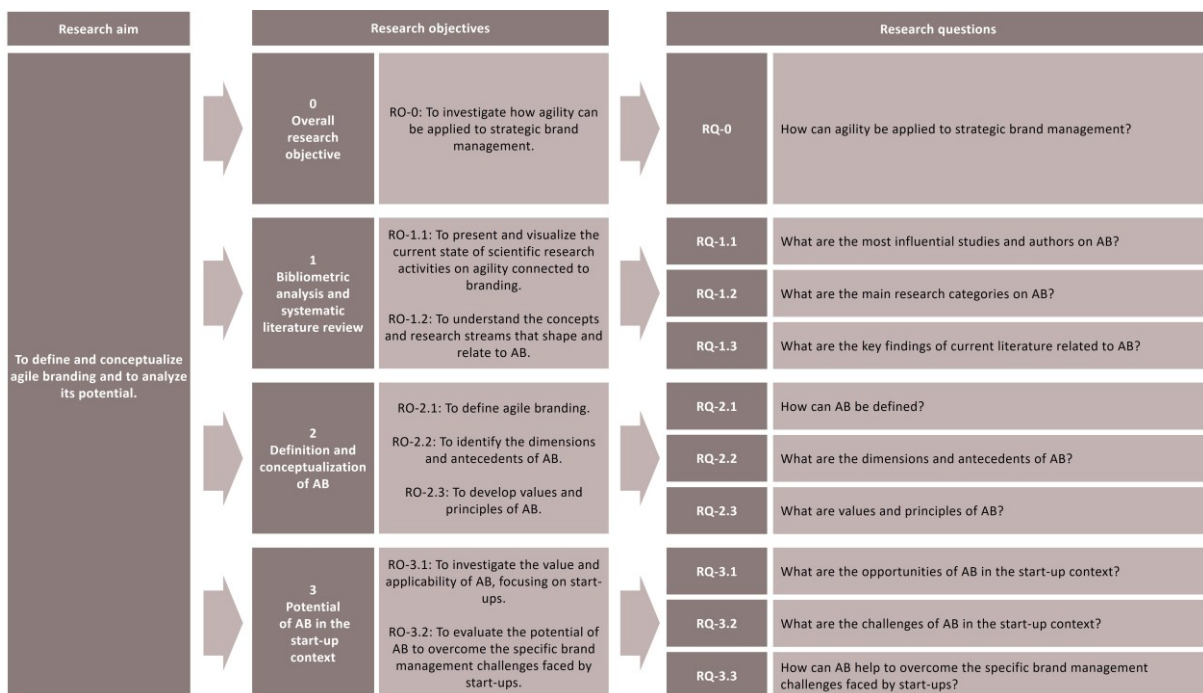 Research aim
Research objectives
Research questions
To define and conceptualize
agile branding and to analyze
its potential.
0
Overall
research
objective
RO-0: To investigate how agility can
be applied to strategic brand
management.
RQ-0
How can agility be applied to strategic brand management?
1
Bibliometric
analysis and
systematic
literature review
RO-1.1: To present and visualize the
current state of scientific research
activities on agility connected to
branding.
RO-1.2: To understand the concepts
and research streams that shape and
relate to AB.
RQ-1.1
What are the most influential studies and authors on AB?
RQ-1.2
What are the main research categories on AB?
RQ-1.3
What are the key findings of current literature related to AB?
2
Definition and
conceptualization
of AB
RO-2.1: To define agile branding.
RO-2.2: To identify the dimensions
and antecedents of AB.
RO-2.3: To develop values and
principles of AB.
RQ-2.1
How can AB be defined?
RQ-2.2
What are the dimensions and antecedents of AB?
RQ-2.3
What are values and principles of AB?
3
Potential
of AB in the
start-up
context
RO-3.1: To investigate the value and
applicability of AB, focusing on start-
ups.
RO-3.2: To evaluate the potential of
AB to overcome the specific brand
management challenges faced by
start-ups.
RQ-3.1
What are the opportunities of AB in the start-up context?
RQ-3.2
What are the challenges of AB in the start-up context?
RQ-3.3
How can AB help to overcome the specific brand management
challenges faced by start-ups?